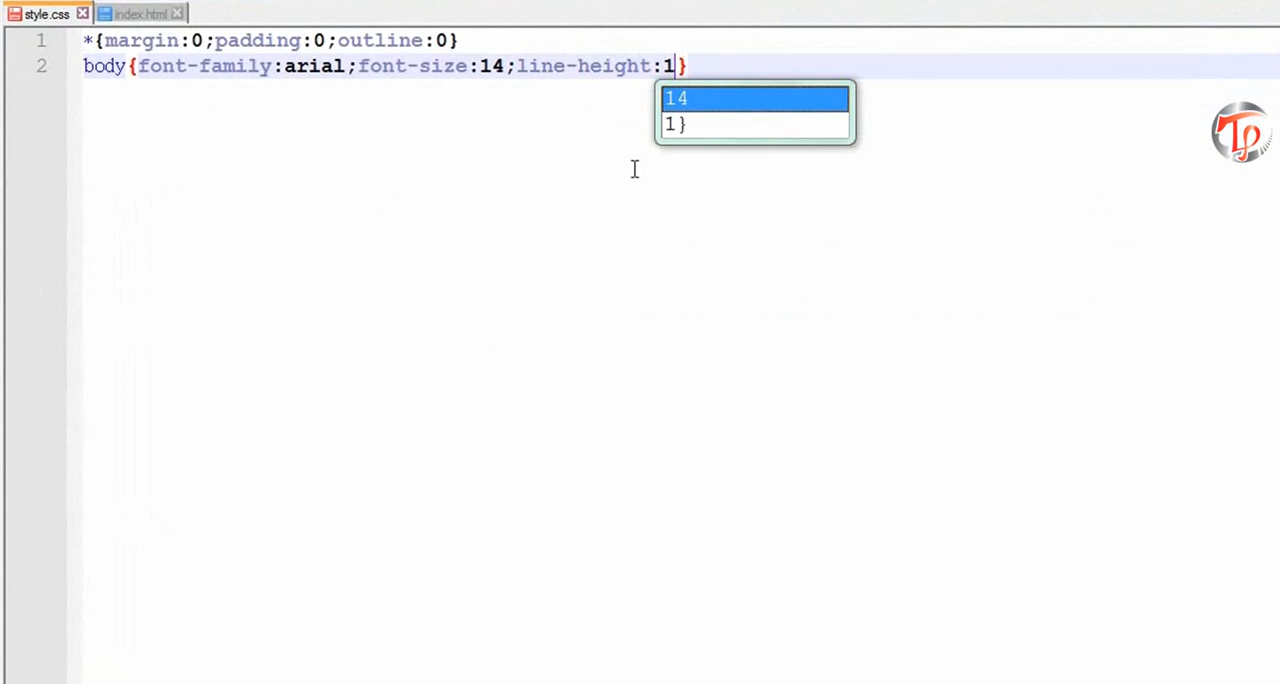 style.css index.html
1 *{margin:0;padding:0;outline:0}
2 body{font-family:arial;font-size:14;line-height:1}
14
1}
Tp